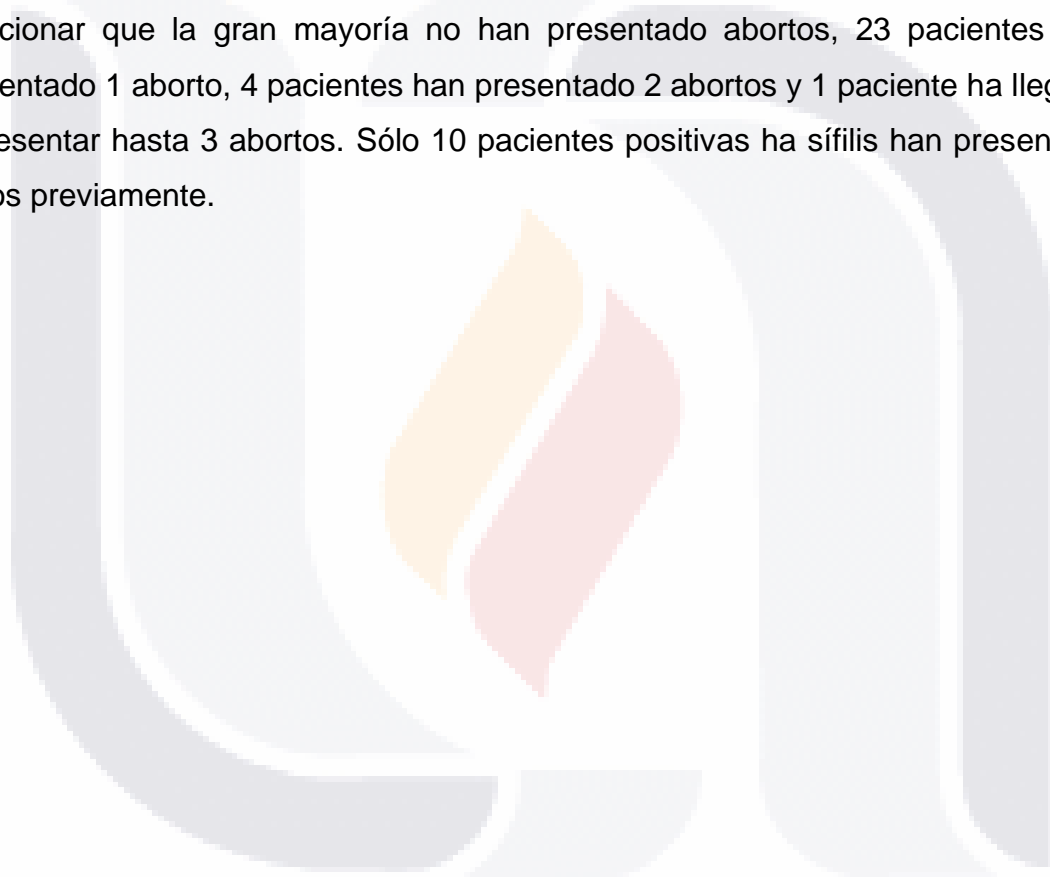 cionar que la gran mayoría no han presentado abortos, 23 pacientes
entado 1 aborto, 4 pacientes han presentado 2 abortos y 1 paciente ha lleg
esentar hasta 3 abortos. Sólo 10 pacientes positivas ha sífilis han presen
os previamente.